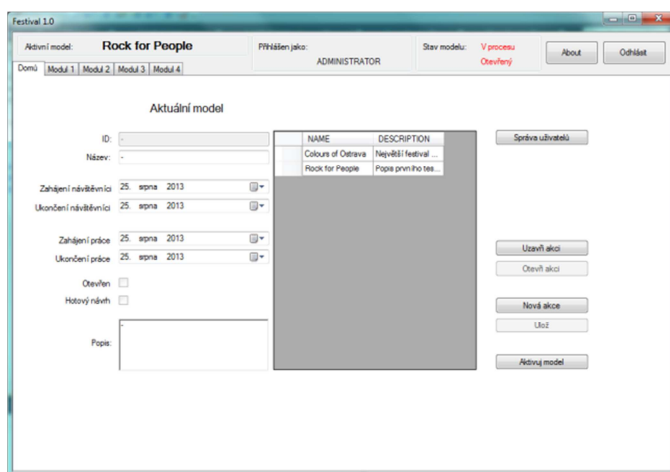 Festival 1.0
Aktivní model: Rock for People Přihlášen jako: ADMINISTRATOR Stav modelu: V procesu Otevřený About Odhlásit
Domů Modul 1 Modul 2 Modul 3 Modul 4
Aktuální model
ID: -
Název: -
Zahájení návštěvníci 25. srpna 2013
Ukončení návštěvníci 25. srpna 2013
Zahájení práce 25. srpna 2013
Ukončení práce 25. srpna 2013
Otevřen
Hotový návrh
Popis: -
NAME DESCRIPTION
Colours of Ostrava Největší festival ...
Rock for People Popis prvního tes...
Správa uživatelů
Uzavři akci
Otevři akci
Nová akce
Ulož
Aktivuj model